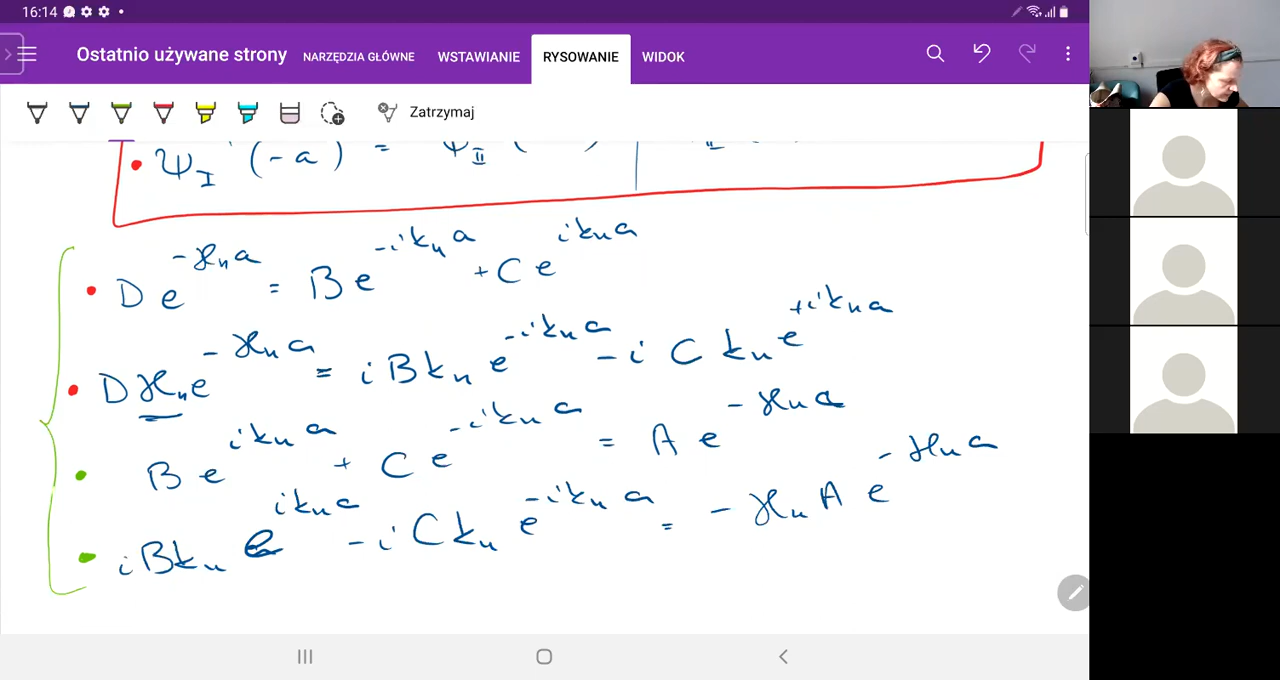 16:14
Ostatnio używane strony NARZĘDZIA GŁÓWNE WSTAWIANIE RYSOWANIE WIDOK
Zatrzymaj
• Ψ_I' (-a) = Ψ_II
• D e^{-ϰ_n a} = B e^{-ik_n a} + C e^{ik_n a}
• D ϰ_n e^{-ϰ_n a} = i B k_n e^{-ik_n a} - i C k_n e^{+ik_n a}
• B e^{ik_n a} + C e^{-ik_n a} = A e^{-ϰ_n a}
• i B k_n e^{ik_n a} - i C k_n e^{-ik_n a} = - ϰ_n A e^{-ϰ_n a}